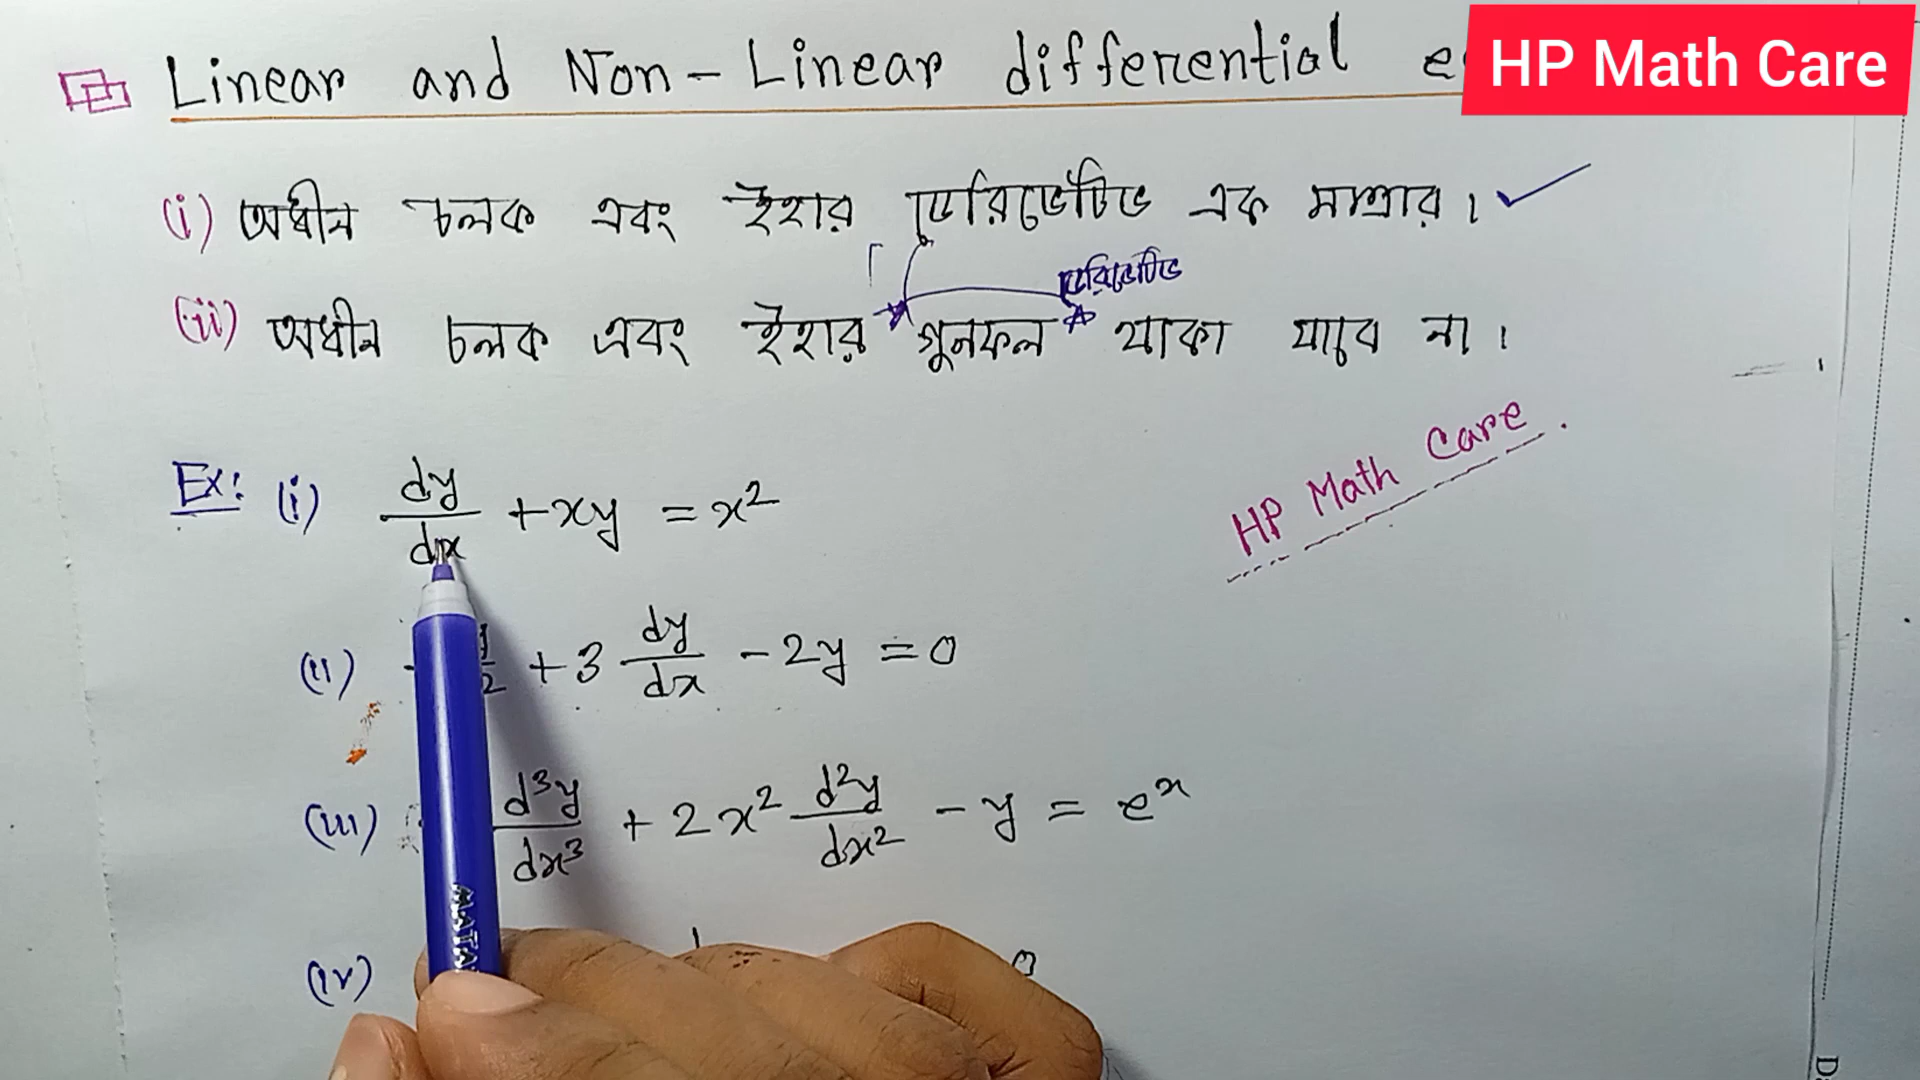 Linear and Non-Linear differential
HP Math Care
(i) অধীন চলক এবং ইহার ডেরিভেটিভ এক মাত্রার। ✓
ডেরিভেটিভ
(ii) অধীন চলক এবং ইহার গুনফল থাকা যাবে না।
HP Math Care.
Ex: (i) dy/dx + xy = x²
(ii) + 3 dy/dx - 2y = 0
(iii) d³y/dx³ + 2x² d²y/dx² - y = eˣ
(iv)
MATA